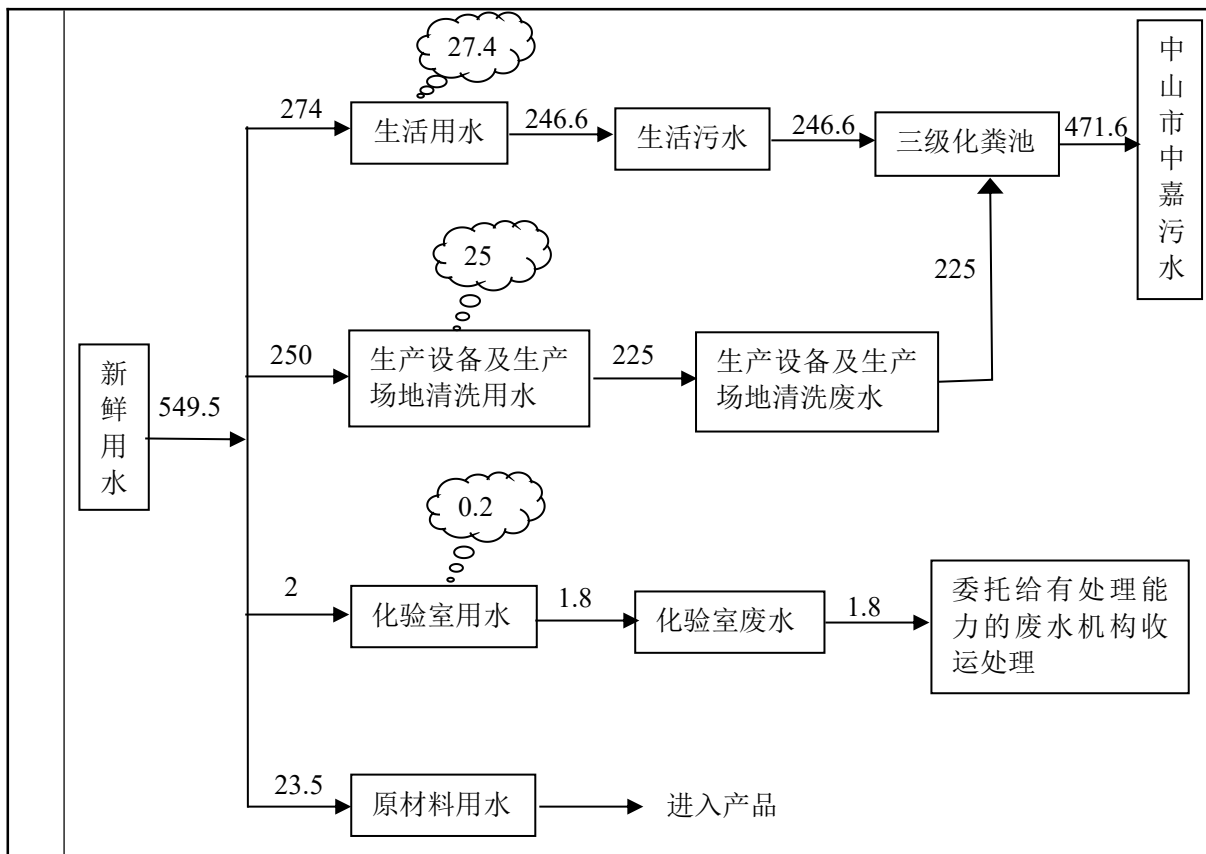 27.4
274
生活用水
246.6
生活污水
246.6
三级化粪池
471.6
中山市中嘉污水
25
225
新鲜用水
549.5
250
生产设备及生产
场地清洗用水
225
生产设备及生产
场地清洗废水
0.2
2
化验室用水
1.8
化验室废水
1.8
委托给有处理能
力的废水机构收
运处理
23.5
原材料用水
进入产品